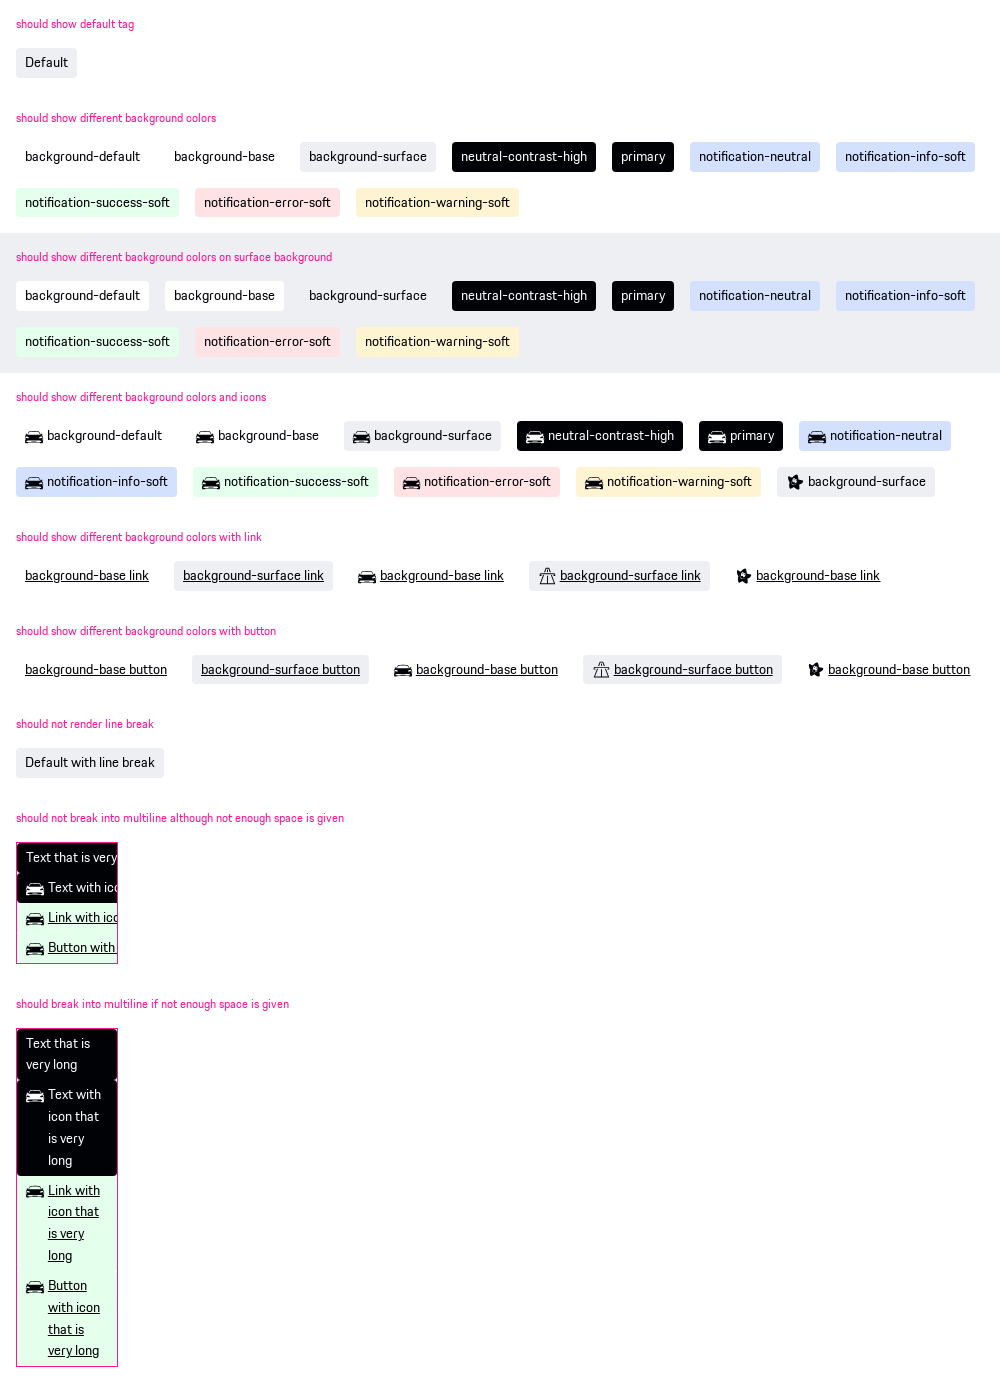 should show default tag
Default
should show different background colors
background-default background-base background-surface neutral-contrast-high primary notification-neutral notification-info-soft
notification-success-soft notification-error-soft notification-warning-soft
should show different background colors on surface background
background-default background-base background-surface neutral-contrast-high primary notification-neutral notification-info-soft
notification-success-soft notification-error-soft notification-warning-soft
should show different background colors and icons
background-default background-base background-surface neutral-contrast-high primary notification-neutral
notification-info-soft notification-success-soft notification-error-soft notification-warning-soft background-surface
should show different background colors with link
background-base link background-surface link background-base link background-surface link background-base link
should show different background colors with button
background-base button background-surface button background-base button background-surface button background-base button
should not render line break
Default with line break
should not break into multiline although not enough space is given
Text that is very
Text with ico
Link with ico
Button with
should break into multiline if not enough space is given
Text that is
very long
Text with
icon that
is very
long
Link with
icon that
is very
long
Button
with icon
that is
very long